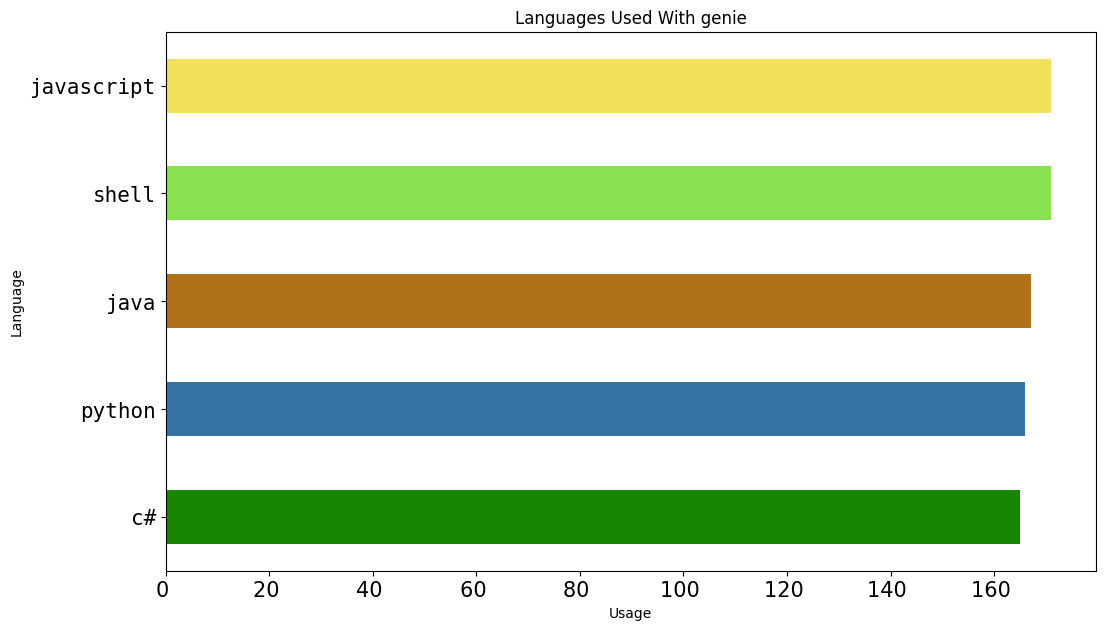 Languages Used With genie
javascript
shell
java
python
c#
Language
0 20 40 60 80 100 120 140 160
Usage